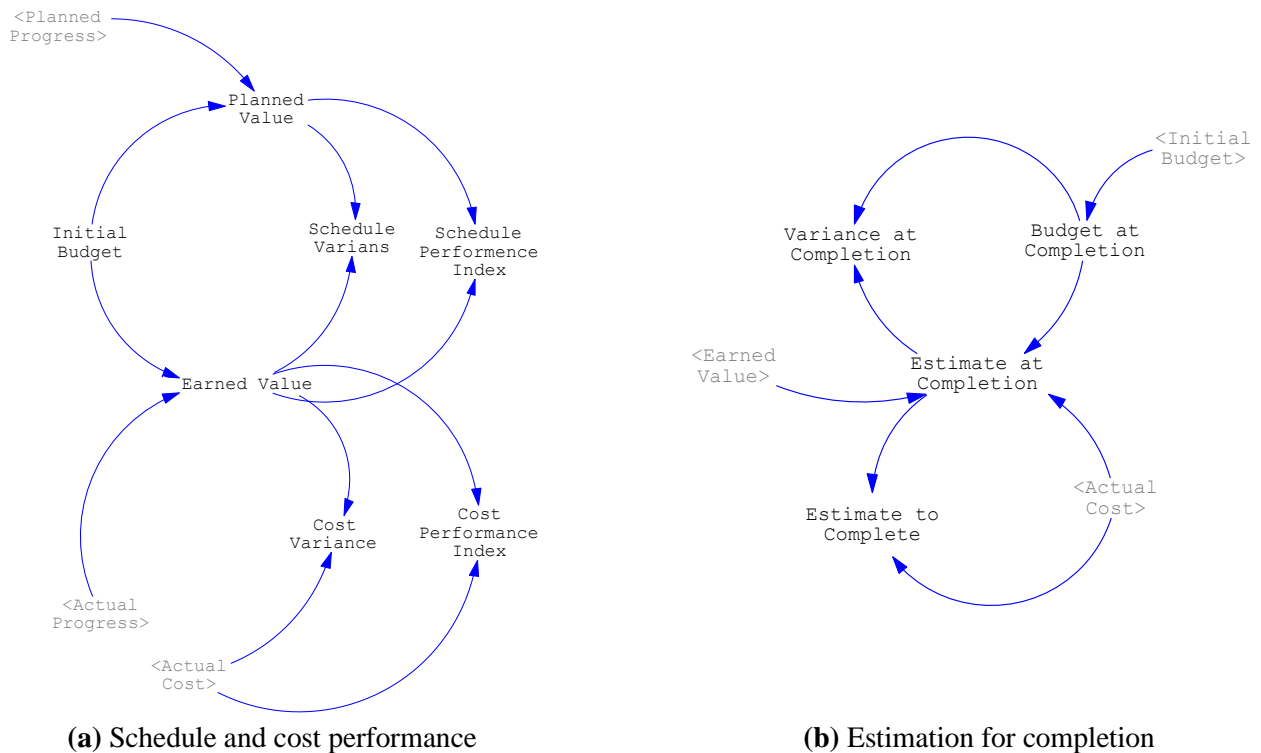 <Planned
Progress>
Planned
Value
Initial
Budget
Schedule
Varians
Schedule
Performence
Index
Earned Value
Cost
Variance
Cost
Performance
Index
<Actual
Progress>
<Actual
Cost>
(a) Schedule and cost performance
<Initial
Budget>
Variance at
Completion
Budget at
Completion
<Earned
Value>
Estimate at
Completion
<Actual
Cost>
Estimate to
Complete
(b) Estimation for completion